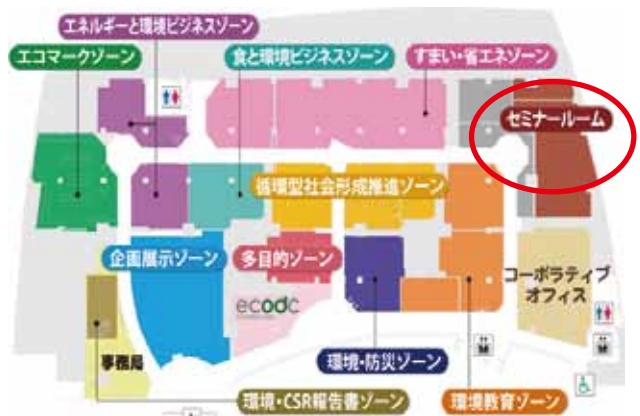 エネルギーと環境ビジネスゾーン
エコマークゾーン
食と環境ビジネスゾーン
すまい・省エネゾーン
セミナールーム
循環型社会形成推進ゾーン
企画展示ゾーン
多目的ゾーン
コーポラティブ
オフィス
ecodc
事務局
環境・防災ゾーン
環境・CSR報告書ゾーン
環境教育ゾーン